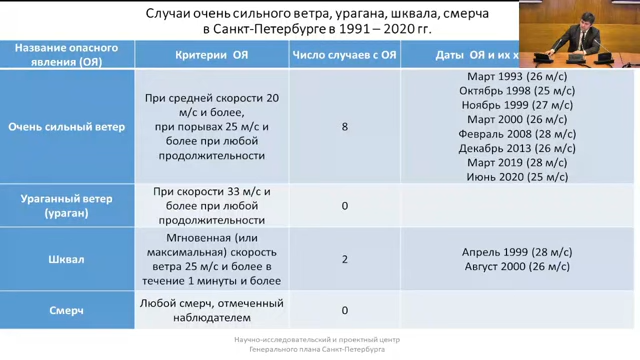 Случаи очень сильного ветра, урагана, шквала, смерча
в Санкт-Петербурге в 1991 – 2020 гг.
Название опасного
явления (ОЯ)
Критерии ОЯ
Число случаев с ОЯ
Даты ОЯ и их х
Очень сильный ветер
При средней скорости 20
м/с и более,
при порывах 25 м/с и
более при любой
продолжительности
8
Март 1993 (26 м/с)
Октябрь 1998 (25 м/с)
Ноябрь 1999 (27 м/с)
Март 2000 (26 м/с)
Февраль 2008 (28 м/с)
Декабрь 2013 (26 м/с)
Март 2019 (28 м/с)
Июнь 2020 (25 м/с)
Ураганный ветер
(ураган)
При скорости 33 м/с и
более при любой
продолжительности
0
Шквал
Мгновенная (или
максимальная) скорость
ветра 25 м/с и более в
течение 1 минуты и более
2
Апрель 1999 (28 м/с)
Август 2000 (26 м/с)
Смерч
Любой смерч, отмеченный
наблюдателем
0
Научно-исследовательский и проектный центр
Генерального плана Санкт-Петербурга